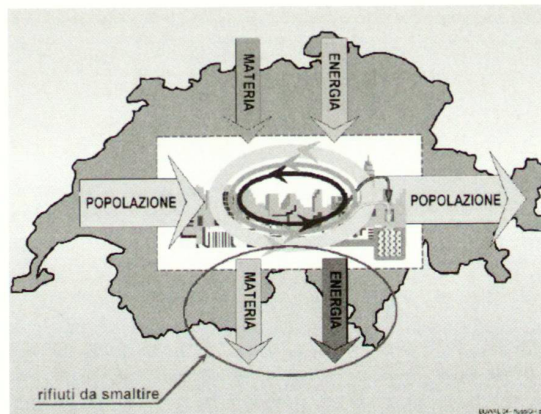 MATERIA
ENERGIA
POPOLAZIONE
POPOLAZIONE
MATERIA
ENERGIA
rifiuti da smaltire